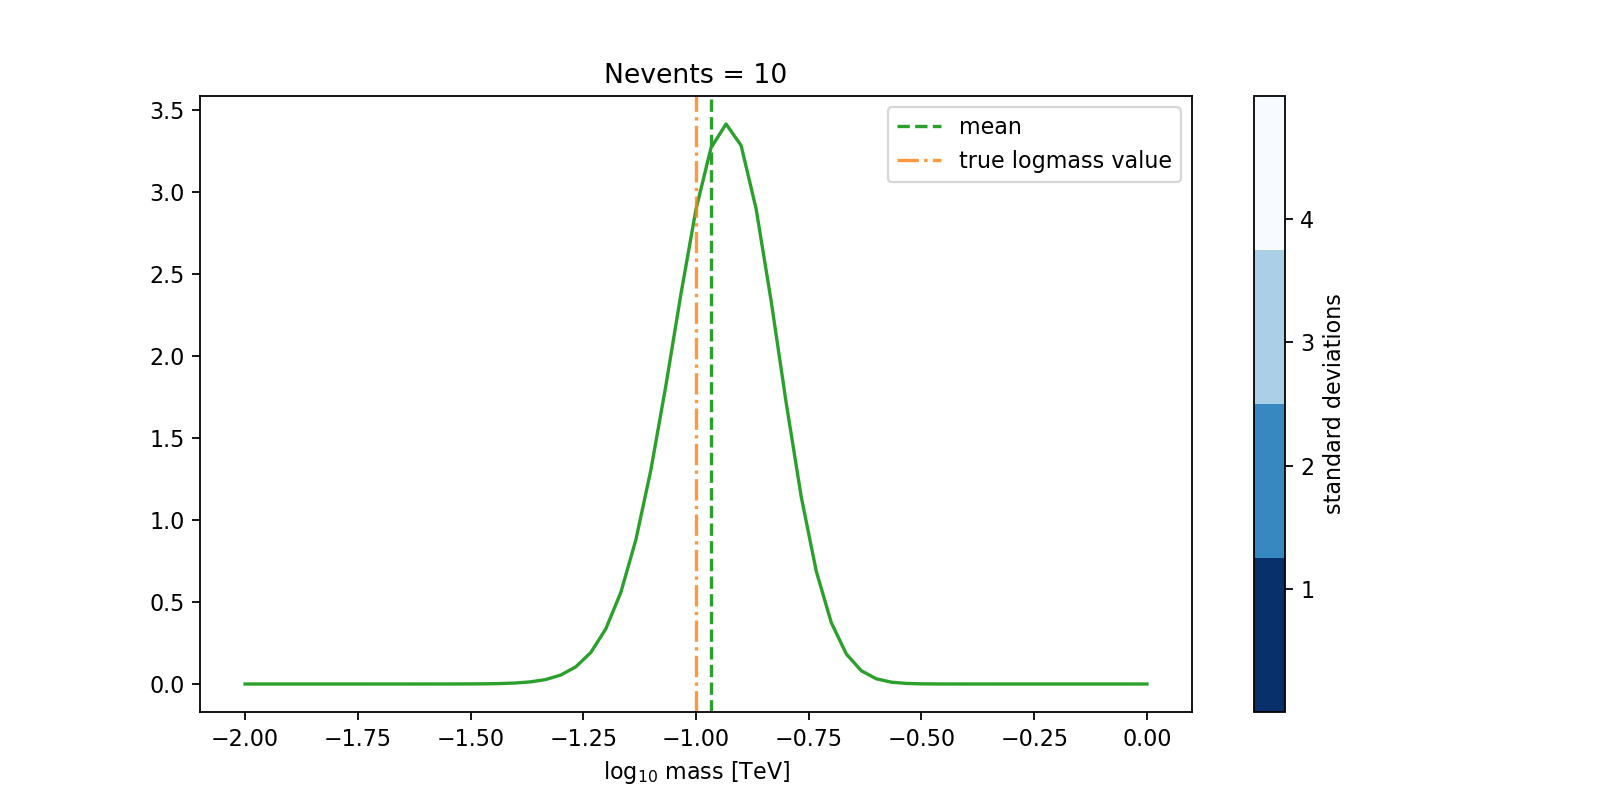 Nevents = 10
3.5
3.0
2.5
2.0
1.5
1.0
0.5
0.0
−2.00 −1.75 −1.50 −1.25 −1.00 −0.75 −0.50 −0.25 0.00
log₁₀ mass [TeV]
mean
true logmass value
4
3
2
1
standard deviations